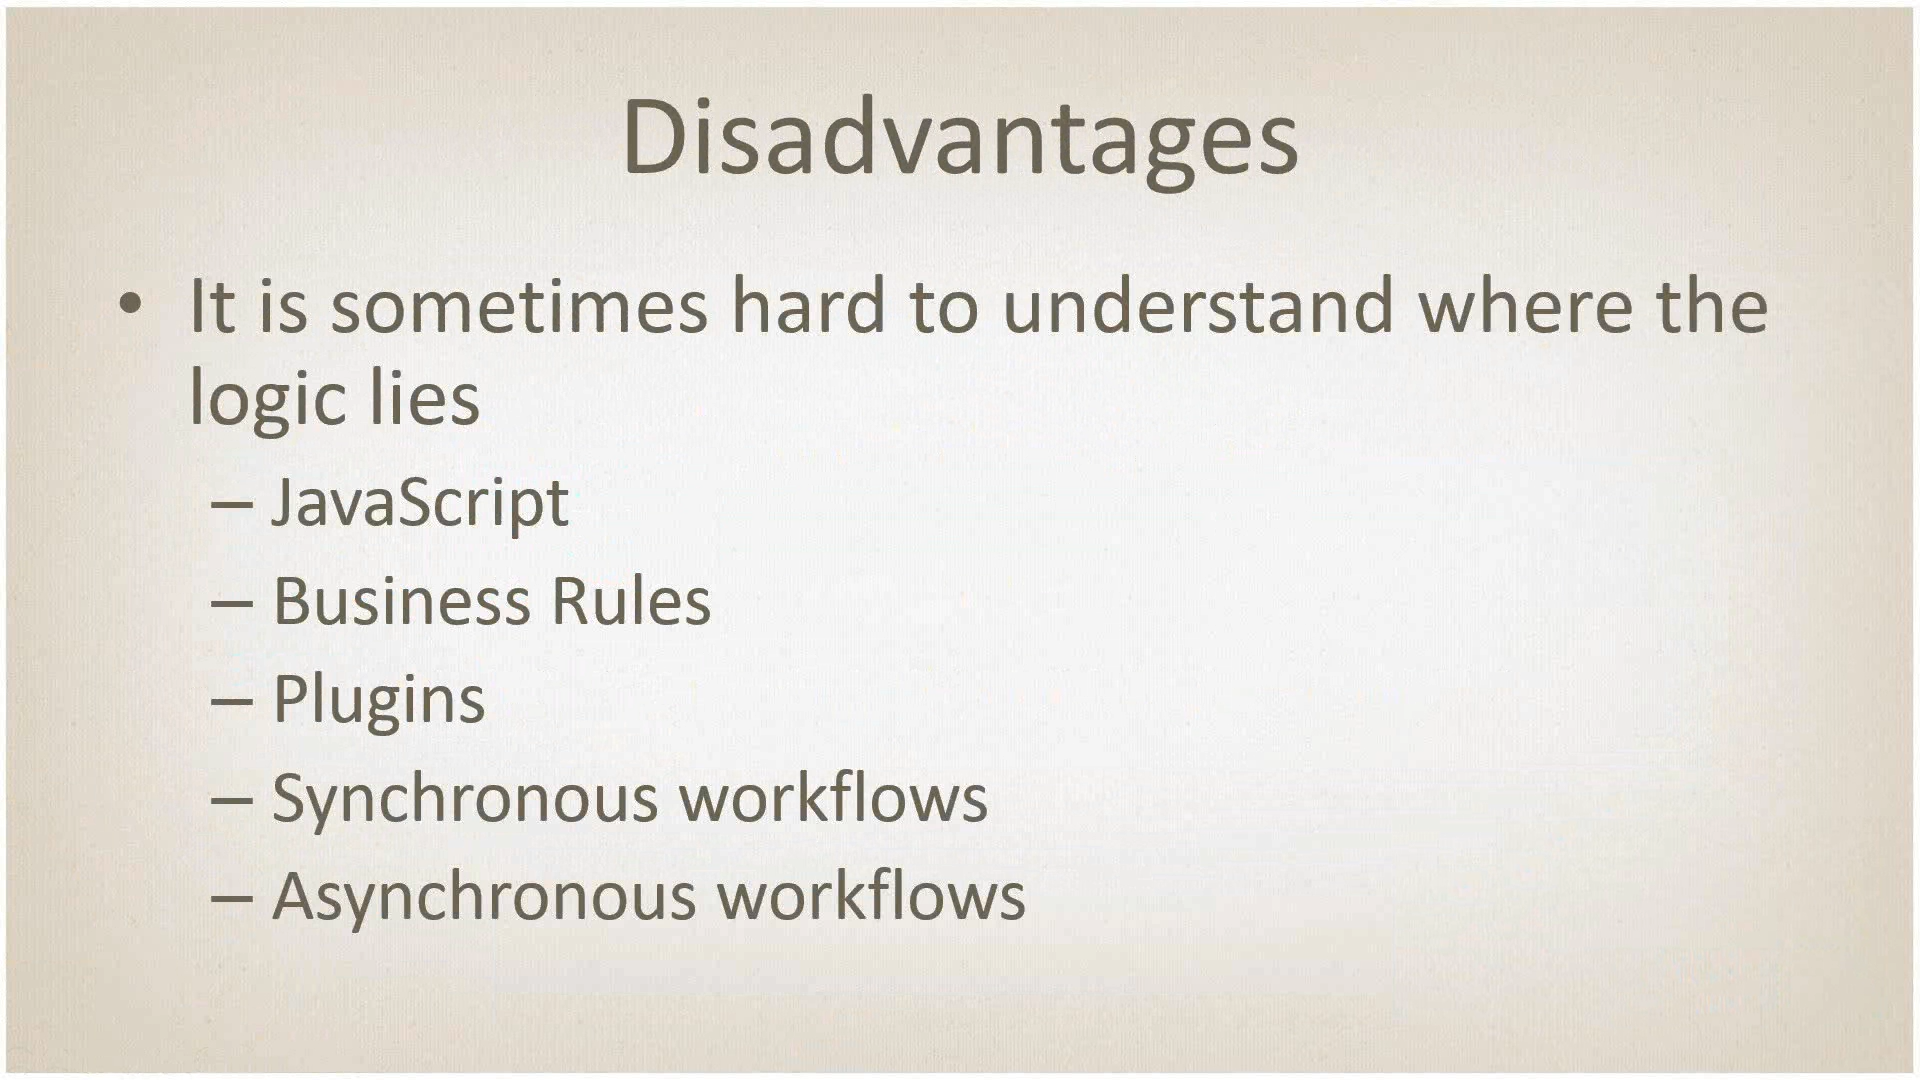 Disadvantages
• It is sometimes hard to understand where the
logic lies
– JavaScript
– Business Rules
– Plugins
– Synchronous workflows
– Asynchronous workflows